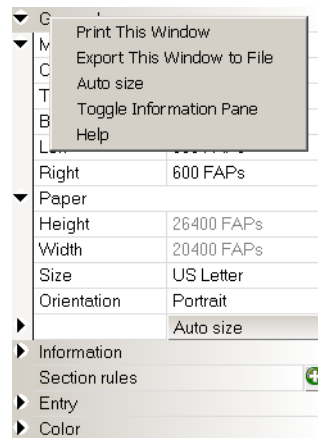 Print This Window
Export This Window to File
Auto size
Toggle Information Pane
Help
Right 600 FAPs
Paper
Height 26400 FAPs
Width 20400 FAPs
Size US Letter
Orientation Portrait
Auto size
Information
Section rules
Entry
Color